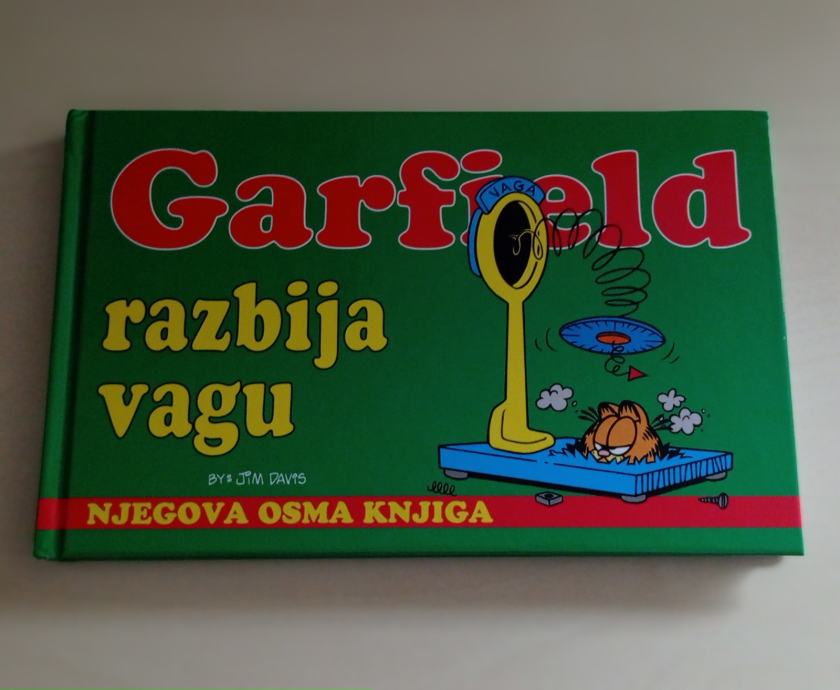 Garfield
VAGA
razbija
vagu
BY: JIM DAVIS
NJEGOVA OSMA KNJIGA